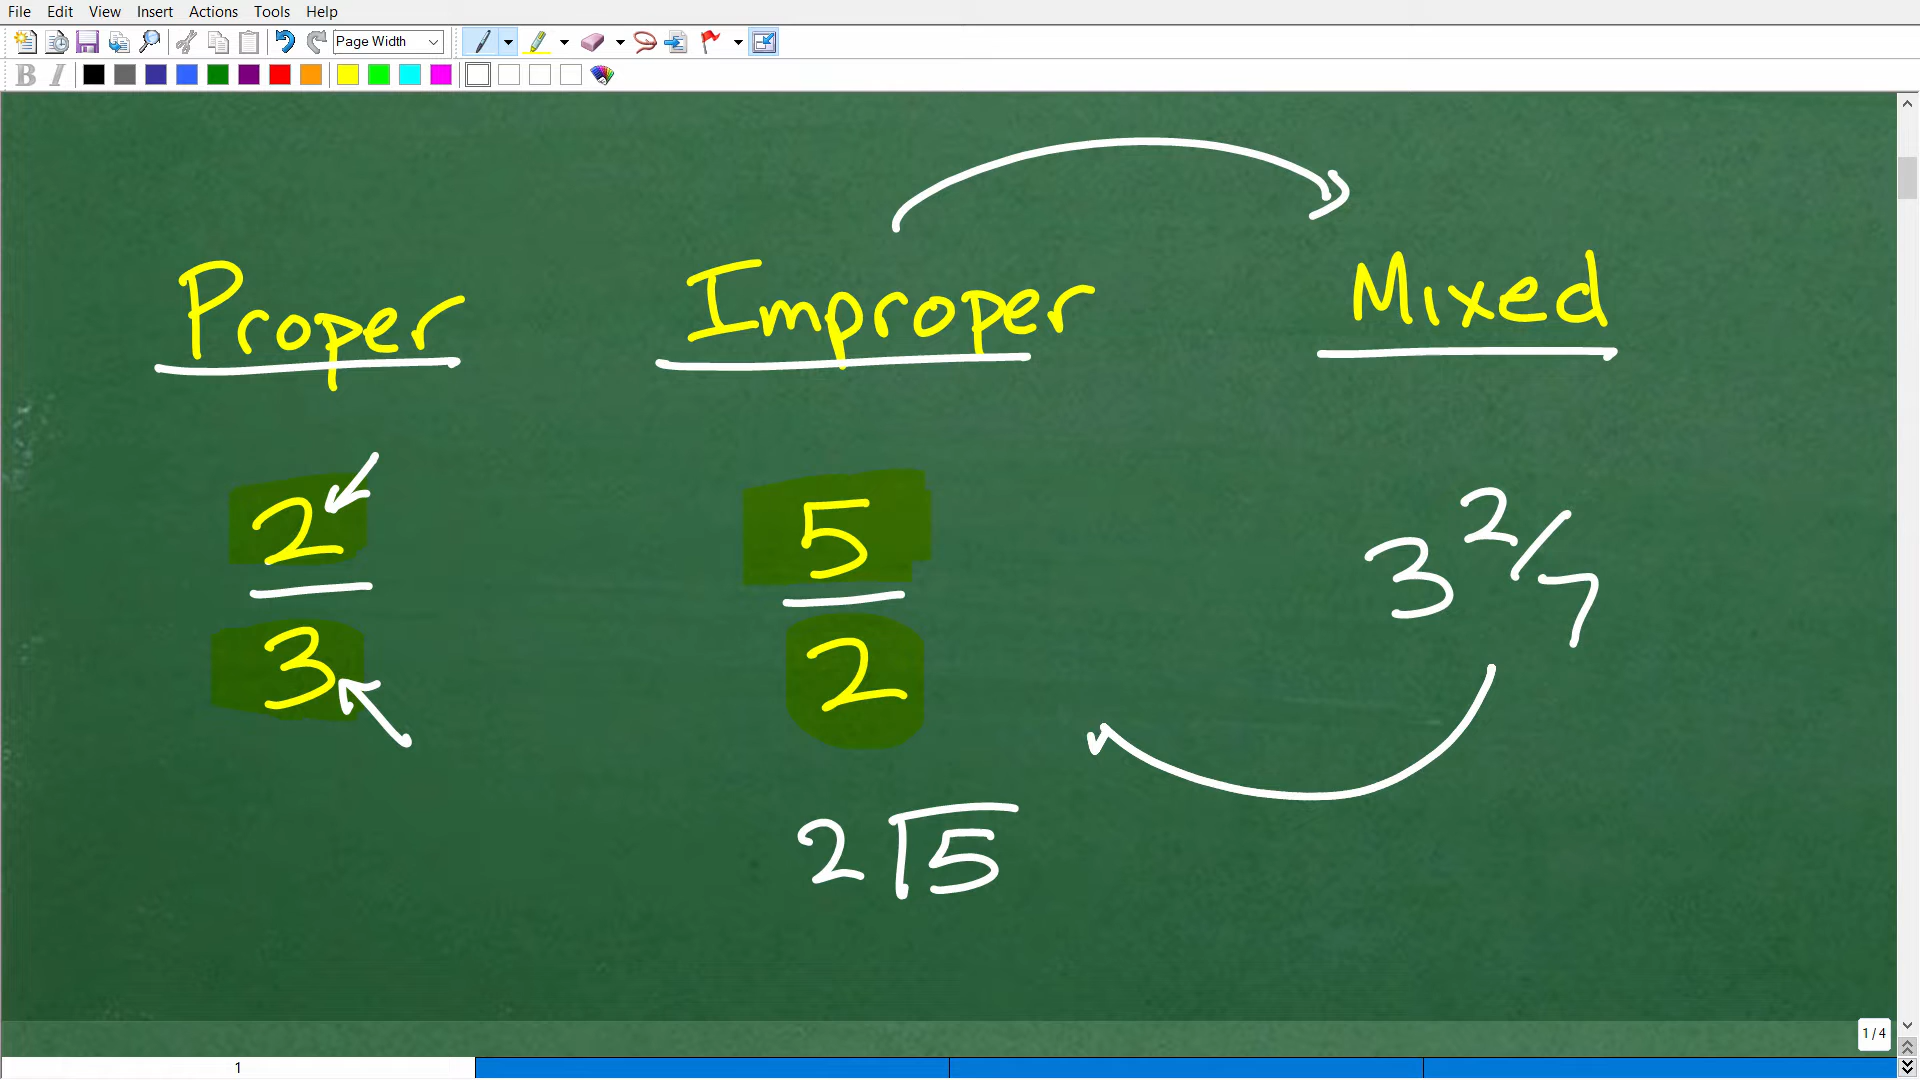 File Edit View Insert Actions Tools Help
Page Width
B I
Proper Improper Mixed
2/3
5/2
3 2/7
2 5
1/4
1